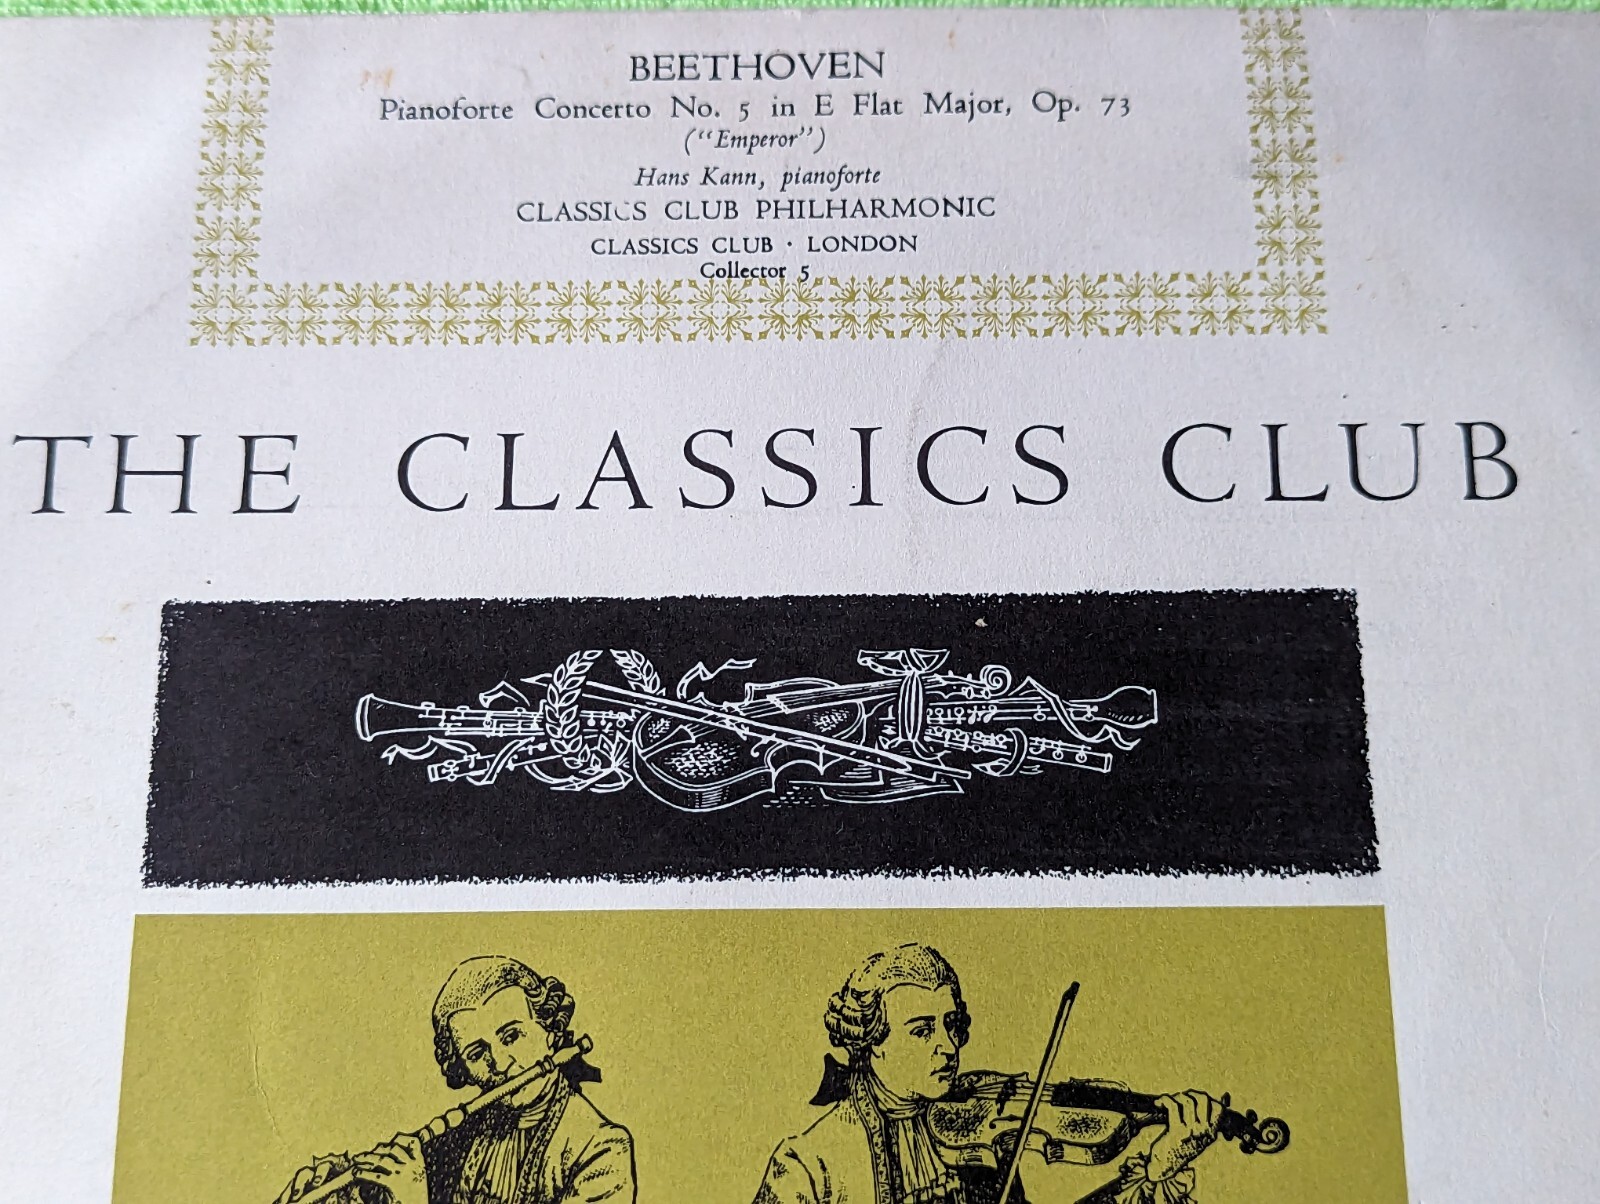 BEETHOVEN
Pianoforte Concerto No. 5 in E Flat Major, Op. 73
(“Emperor”)
Hans Kann, pianoforte
CLASSICS CLUB PHILHARMONIC
CLASSICS CLUB · LONDON
Collector 5
THE CLASSICS CLUB